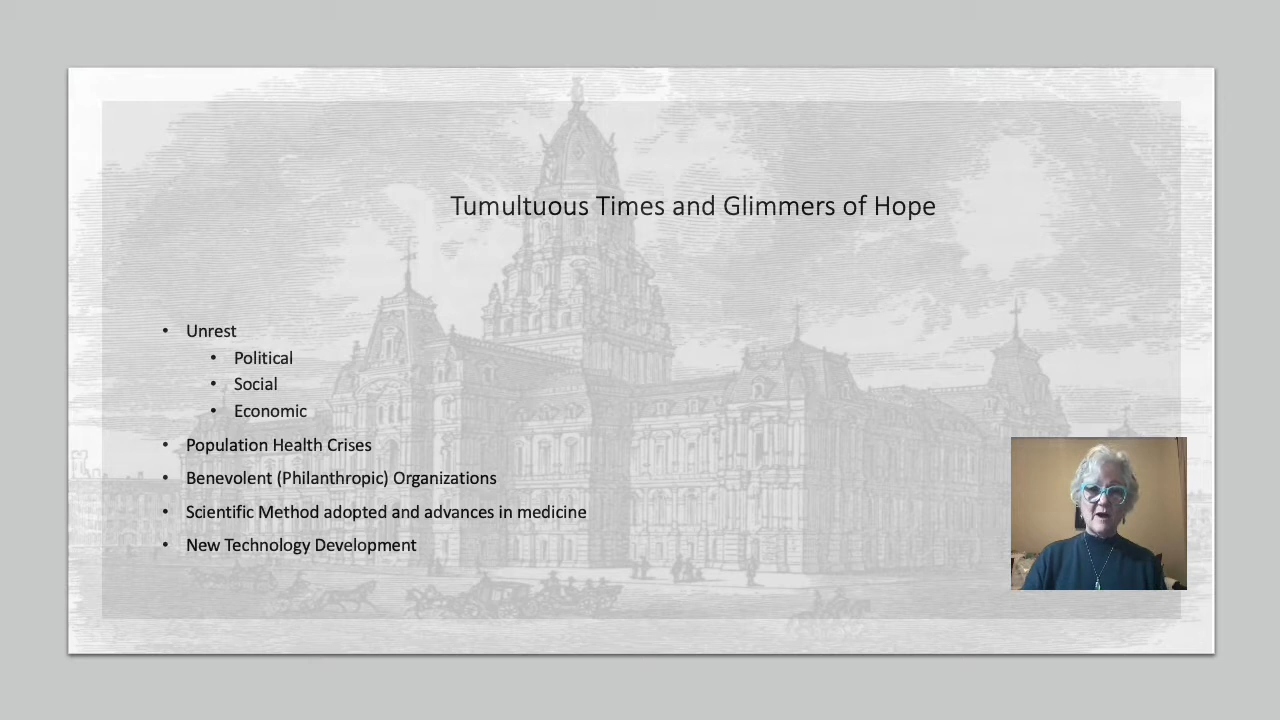 Tumultuous Times and Glimmers of Hope
• Unrest
• Political
• Social
• Economic
• Population Health Crises
• Benevolent (Philanthropic) Organizations
• Scientific Method adopted and advances in medicine
• New Technology Development